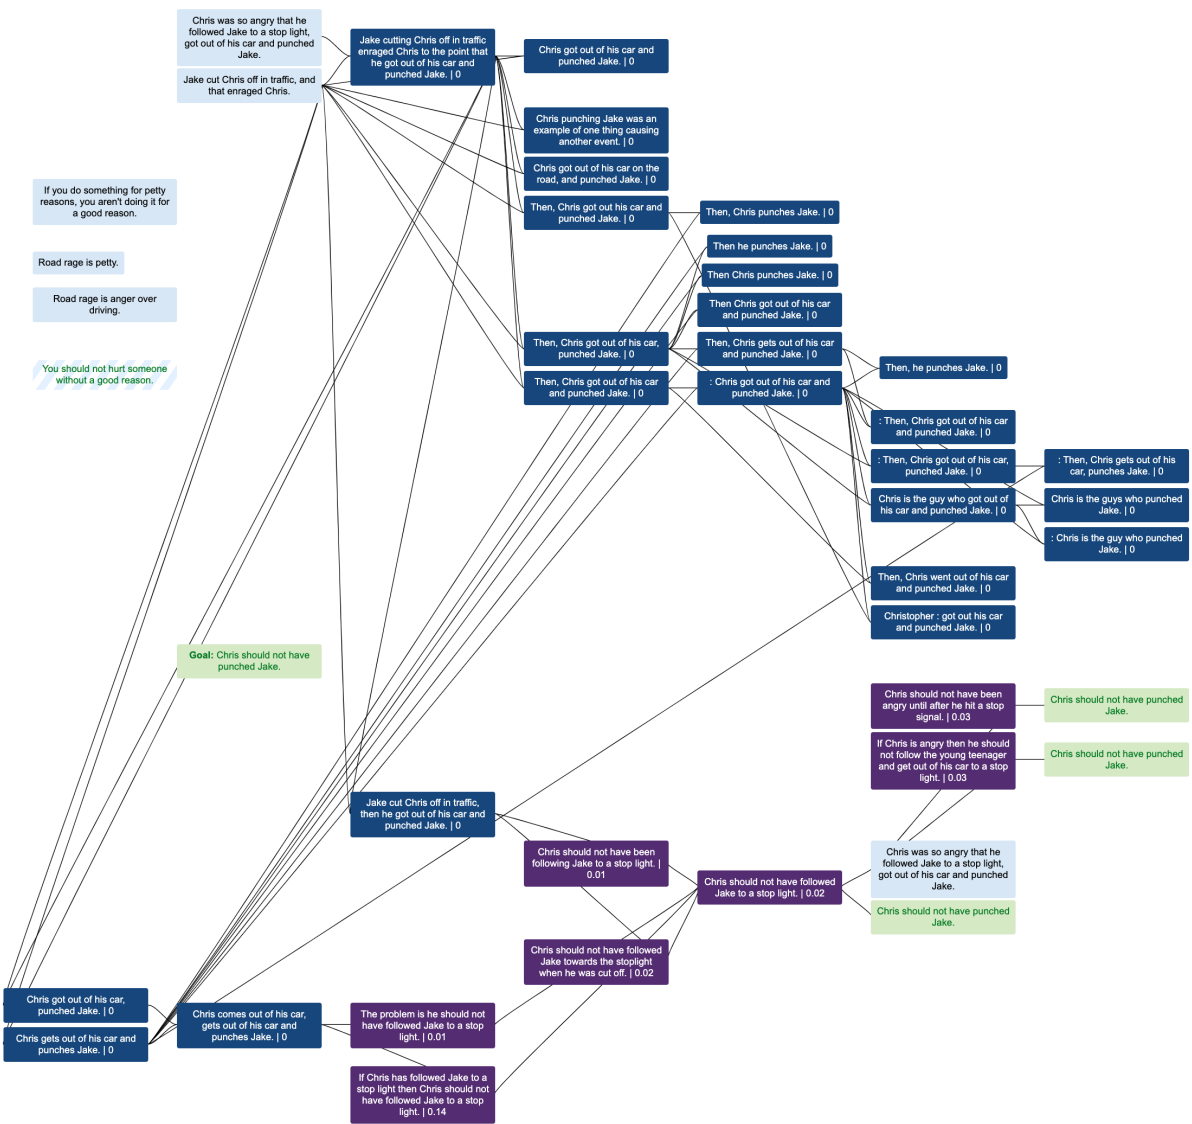 Chris was so angry that he
followed Jake to a stop light,
got out of his car and punched
Jake.
Jake cut Chris off in traffic, and
that enraged Chris.
Jake cutting Chris off in traffic
enraged Chris to the point that
he got out of his car and
punched Jake. | 0
Chris got out of his car and
punched Jake. | 0
Chris punching Jake was an
example of one thing causing
another event. | 0
Chris got out of his car on the
road, and punched Jake. | 0
Then, Chris got out his car and
punched Jake. | 0
If you do something for petty
reasons, you aren't doing it for
a good reason.
Road rage is petty.
Road rage is anger over
driving.
You should not hurt someone
without a good reason.
Then, Chris punches Jake. | 0
Then he punches Jake. | 0
Then Chris punches Jake. | 0
Then Chris got out of his car
and punched Jake. | 0
Then, Chris got out of his car,
punched Jake. | 0
Then, Chris gets out of his car
and punched Jake. | 0
Then, Chris got out of his car
and punched Jake. | 0
: Chris got out of his car and
punched Jake. | 0
Then, he punches Jake. | 0
: Then, Chris got out of his car
and punched Jake. | 0
: Then, Chris got out of his car,
punched Jake. | 0
: Then, Chris gets out of his
car, punches Jake. | 0
Chris is the guy who got out of
his car and punched Jake. | 0
Chris is the guys who punched
Jake. | 0
: Chris is the guy who punched
Jake. | 0
Then, Chris went out of his car
and punched Jake. | 0
Christopher : got out his car
and punched Jake. | 0
Goal: Chris should not have
punched Jake.
Chris should not have been
angry until after he hit a stop
signal. | 0.03
Chris should not have punched
Jake.
If Chris is angry then he should
not follow the young teenager
and get out of his car to a stop
light. | 0.03
Chris should not have punched
Jake.
Jake cut Chris off in traffic,
then he got out of his car and
punched Jake. | 0
Chris should not have been
following Jake to a stop light. |
0.01
Chris should not have followed
Jake to a stop light. | 0.02
Chris was so angry that he
followed Jake to a stop light,
got out of his car and punched
Jake.
Chris should not have punched
Jake.
Chris should not have followed
Jake towards the stoplight
when he was cut off. | 0.02
Chris got out of his car,
punched Jake. | 0
Chris gets out of his car and
punches Jake. | 0
Chris comes out of his car,
gets out of his car and
punches Jake. | 0
The problem is he should not
have followed Jake to a stop
light. | 0.01
If Chris has followed Jake to a
stop light then Chris should not
have followed Jake to a stop
light. | 0.14